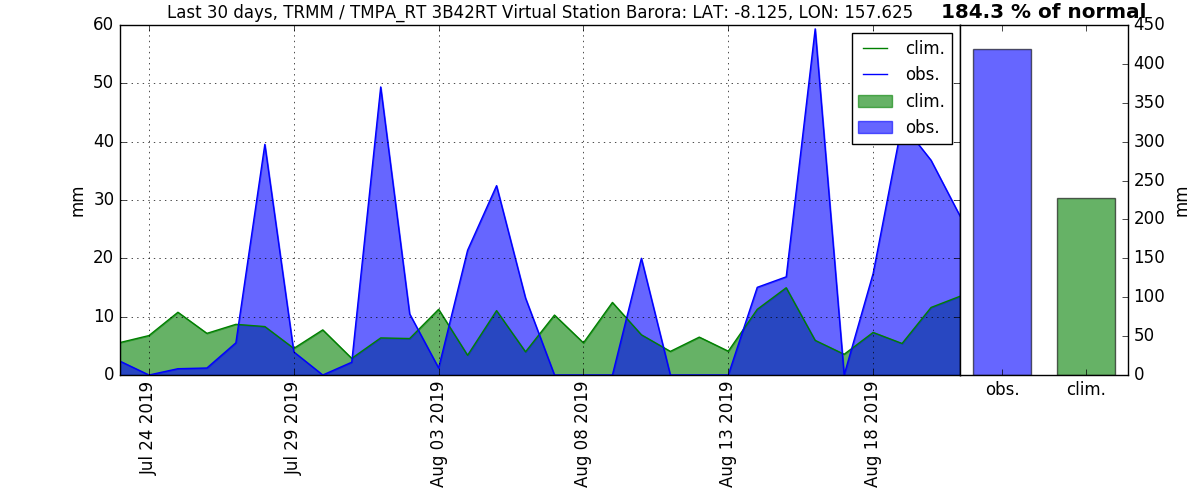 Last 30 days, TRMM / TMPA_RT 3B42RT Virtual Station Barora: LAT: -8.125, LON: 157.625
184.3 % of normal
mm
60
50
40
30
20
10
0
clim.
obs.
clim.
obs.
Jul 24 2019
Jul 29 2019
Aug 03 2019
Aug 08 2019
Aug 13 2019
Aug 18 2019
450
400
350
300
250
200
150
100
50
0
mm
obs.
clim.